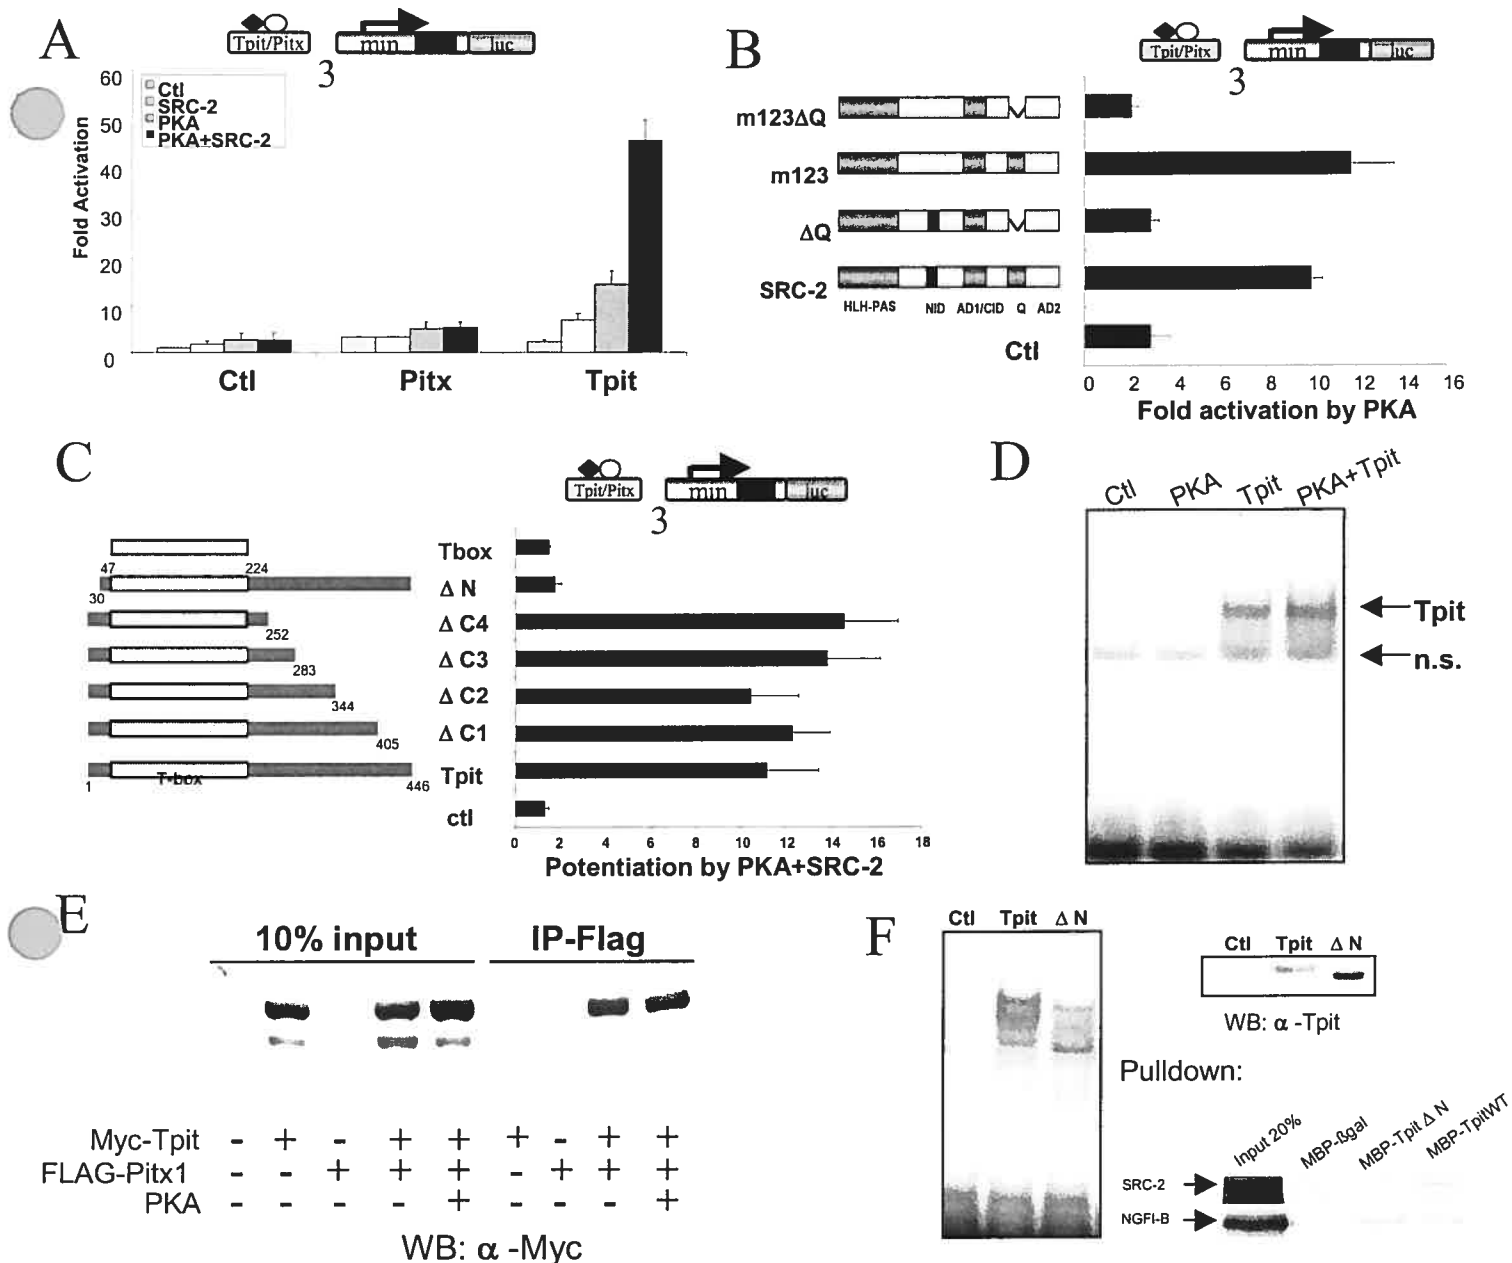 A
Tpit/Pitx
min
luc
3
60
50
40
30
20
10
0
Fold Activation
Ctl
SRC-2
PKA
PKA+SRC-2
Ctl Pitx Tpit
B
Tpit/Pitx
min
luc
3
m123ΔQ
m123
ΔQ
SRC-2
HLH-PAS NID AD1/CID Q AD2
Ctl
0 2 4 6 8 10 12 14 16
Fold activation by PKA
C
Tpit/Pitx
min
luc
3
Tbox
47 224
Δ N
30
Δ C4
252
Δ C3
283
Δ C2
344
Δ C1
405
T-box
Tpit
1 446
ctl
0 2 4 6 8 10 12 14 16 18
Potentiation by PKA+SRC-2
D
Ctl PKA Tpit PKA+Tpit
Tpit
n.s.
E
10% input IP-Flag
Myc-Tpit - + - + + + - + +
FLAG-Pitx1 - - + + + - + + +
PKA - - - - + - - - +
WB: α -Myc
F
Ctl Tpit Δ N
Ctl Tpit Δ N
WB: α -Tpit
Pulldown:
Input 20% MBP-ßgal MBP-Tpit Δ N MBP-TpitWT
SRC-2
NGFI-B